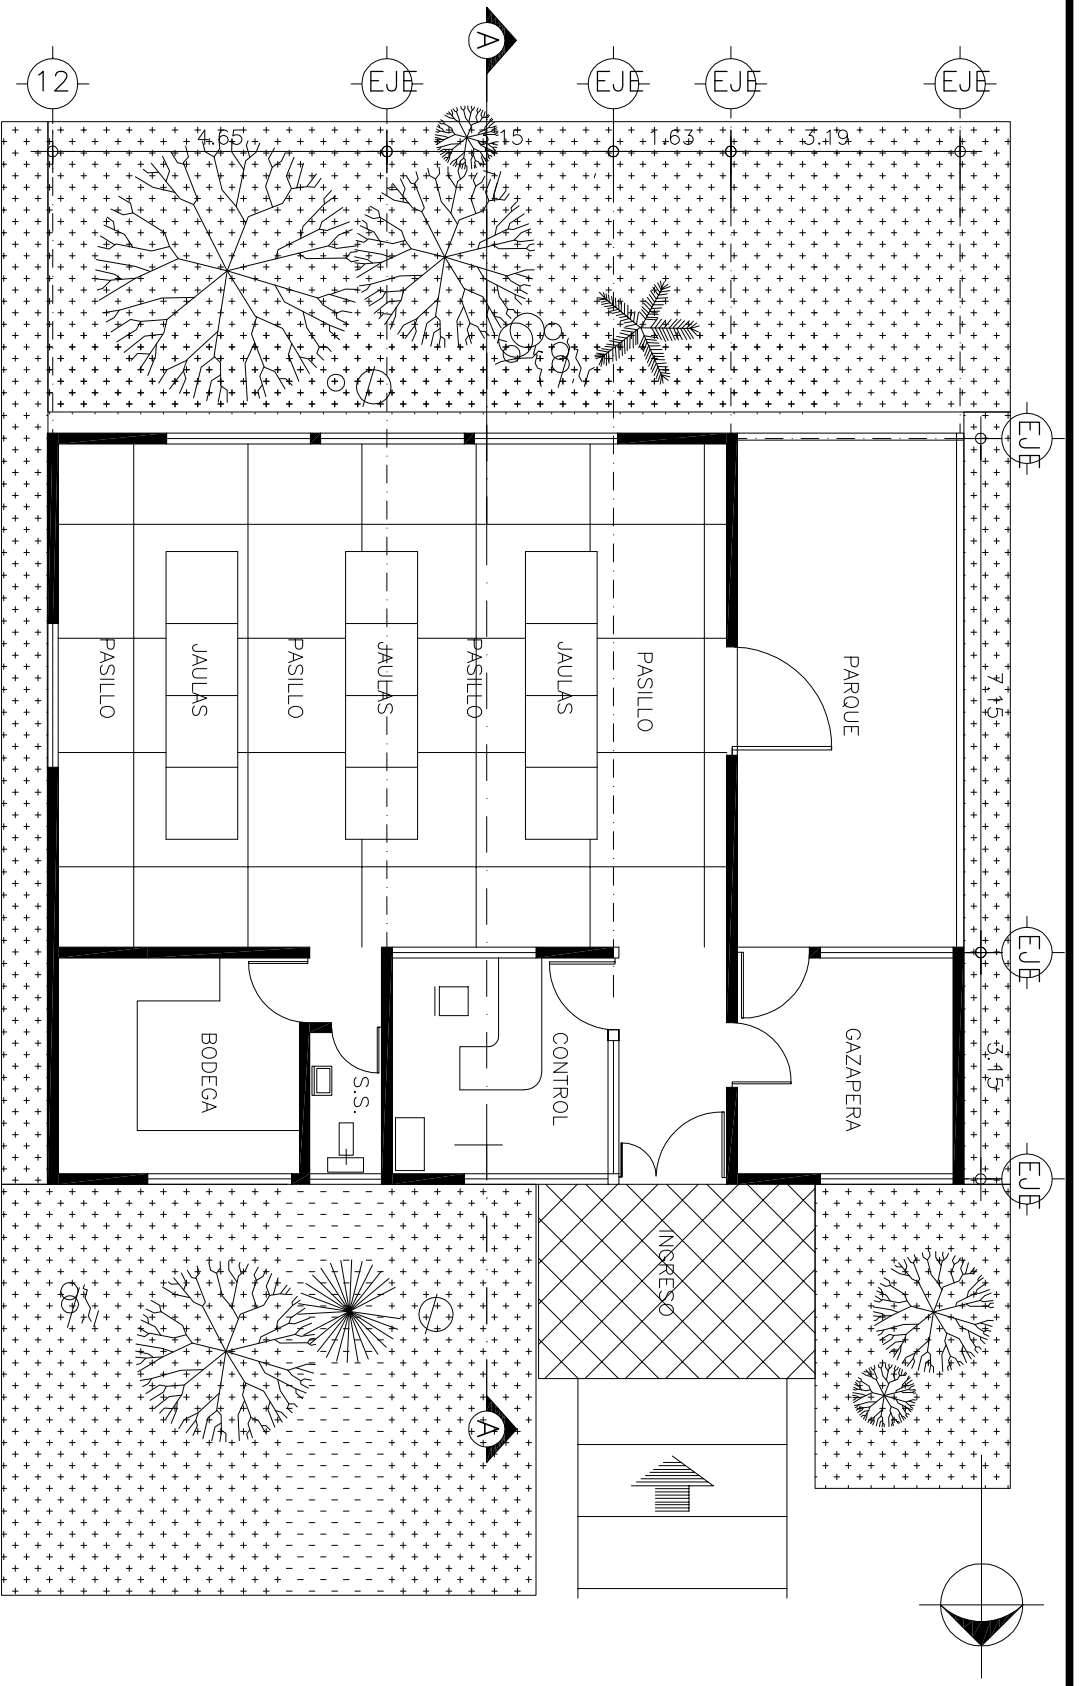 A
12
EJE
EJE
EJE
EJE
4.65
1.63
3.19
EJE
7.15
PASILLO
JAULAS
PASILLO
JAULAS
PASILLO
JAULAS
PASILLO
PARQUE
EJE
BODEGA
S.S.
CONTROL
GAZAPERA
3.15
EJE
INGRESO
A